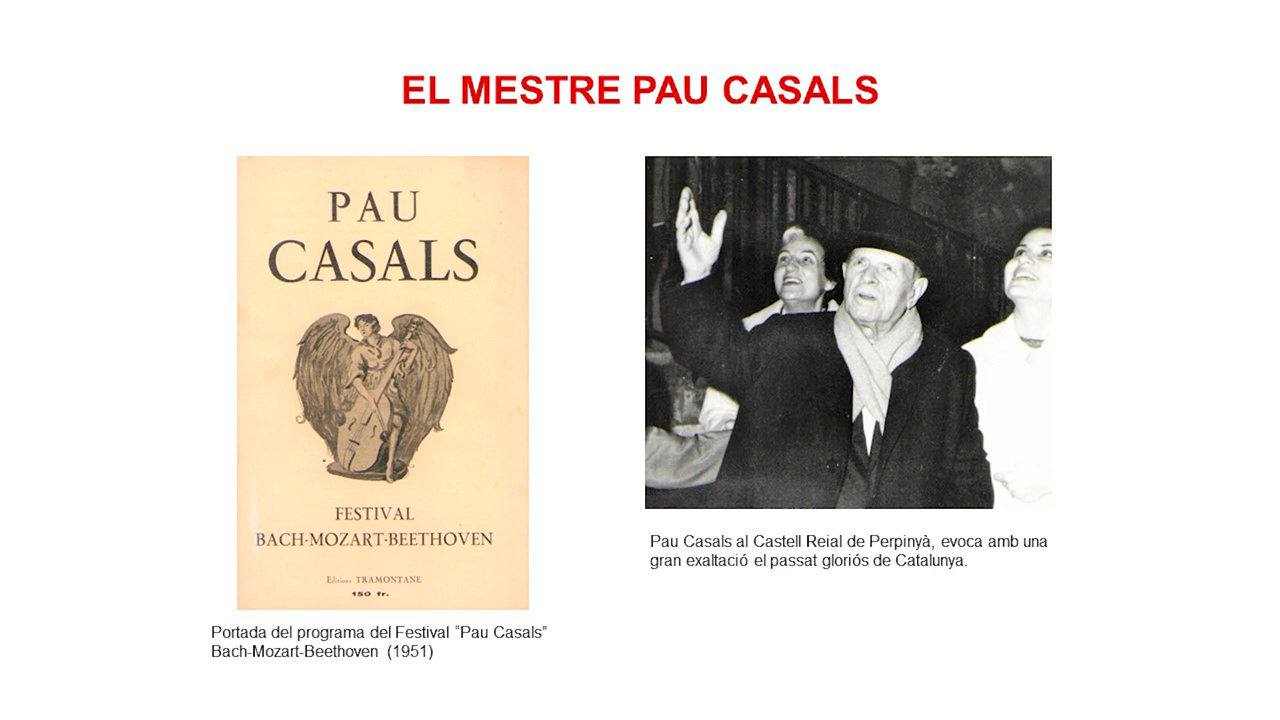 EL MESTRE PAU CASALS
PAU
CASALS
FESTIVAL
BACH-MOZART-BEETHOVEN
Editions TRAMONTANE
150 fr.
Portada del programa del Festival “Pau Casals”
Bach-Mozart-Beethoven (1951)
Pau Casals al Castell Reial de Perpinyà, evoca amb una
gran exaltació el passat gloriós de Catalunya.